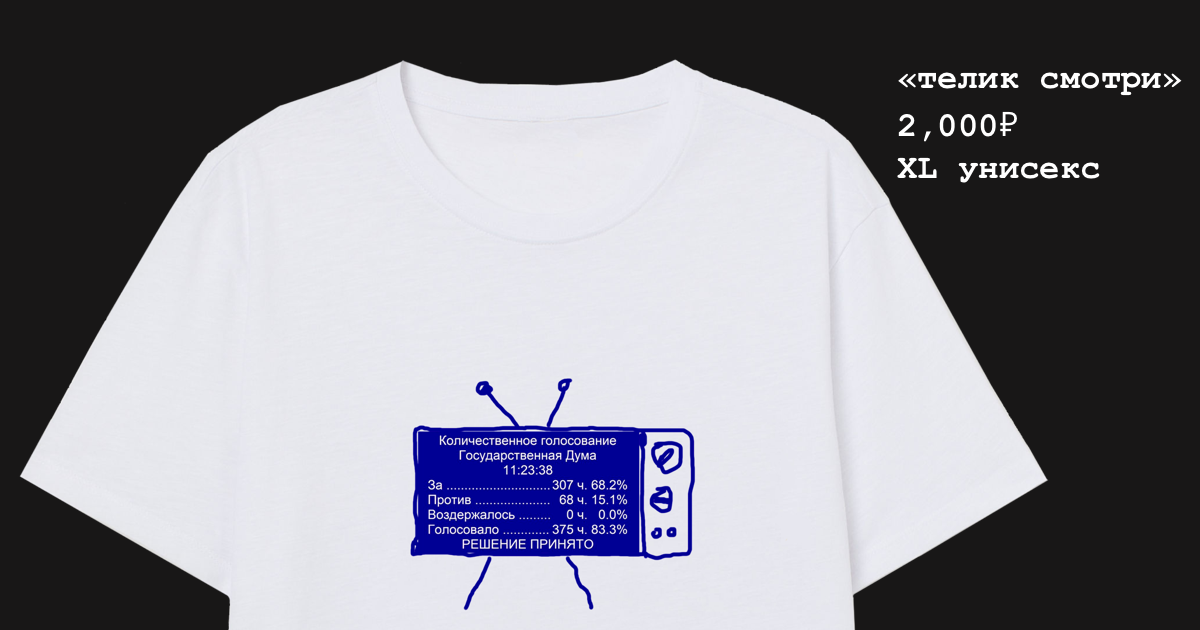 «телик смотри»
2,000₽
XL унисекс
Количественное голосование
Государственная Дума
11:23:38
За ............................ 307 ч. 68.2%
Против .................... 68 ч. 15.1%
Воздержалось ......... 0 ч. 0.0%
Голосовало ............. 375 ч. 83.3%
РЕШЕНИЕ ПРИНЯТО